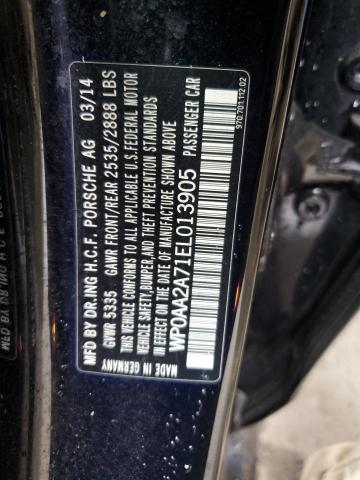 MFD BY DR.ING H.C.F. PORSCHE AG 03/14
GVWR 5335 GAWR FRONT/REAR 2535/2888 LBS
THIS VEHICLE CONFORMS TO ALL APPLICABLE U.S.FEDERAL MOTOR
VEHICLE SAFETY,BUMPER,AND THEFT PREVENTION STANDARDS
IN EFFECT ON THE DATE OF MANUFACTURE SHOWN ABOVE
WP0AA2A71EL013905 PASSENGER CAR
MADE IN GERMANY
970.701.112.02